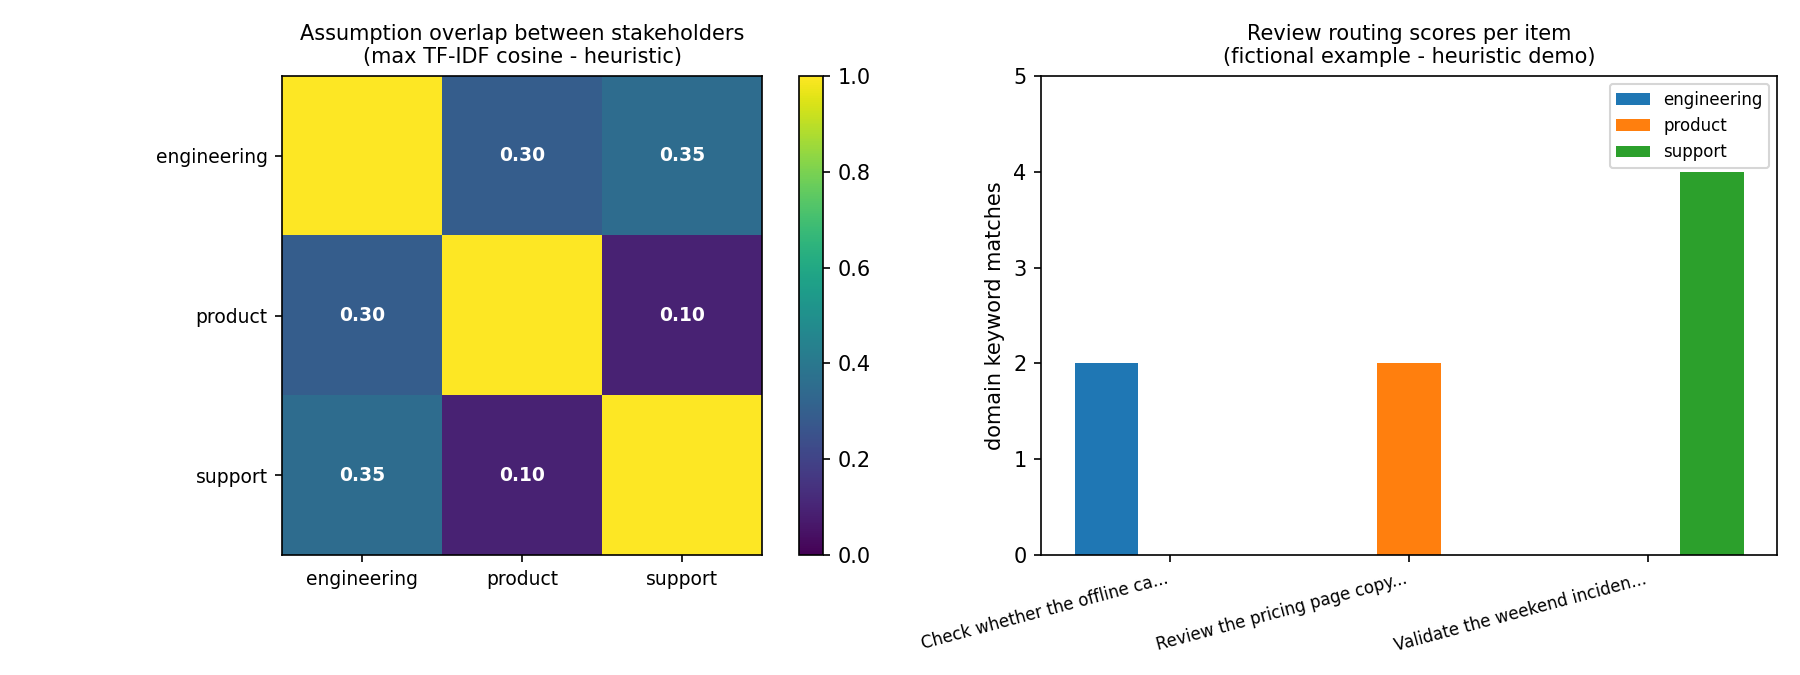 Assumption overlap between stakeholders
(max TF-IDF cosine - heuristic)
engineering
product
support
0.30
0.35
0.30
0.10
0.35
0.10
engineering
product
support
1.0
0.8
0.6
0.4
0.2
0.0
Review routing scores per item
(fictional example - heuristic demo)
domain keyword matches
5
4
3
2
1
0
engineering
product
support
Check whether the offline ca...
Review the pricing page copy...
Validate the weekend inciden...